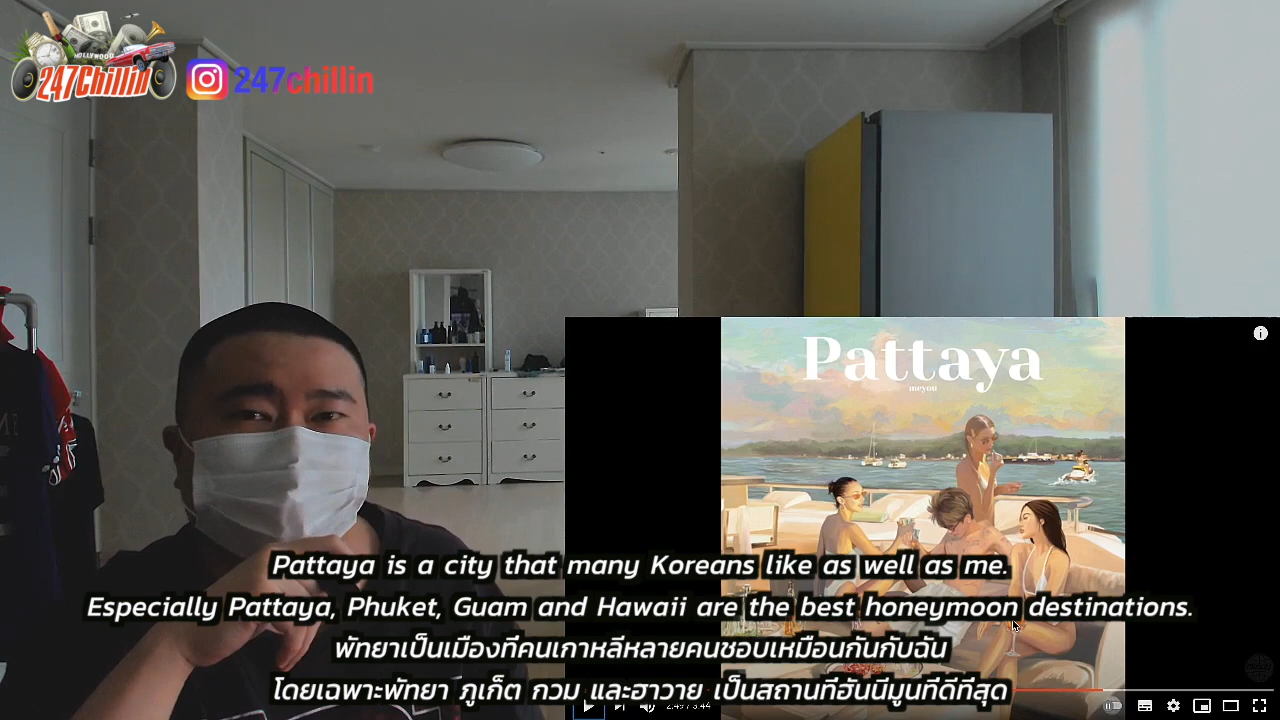 HOLLYWOOD
247Chillin
247chillin
Pattaya
meyou
Pattaya is a city that many Koreans like as well as me.
Especially Pattaya, Phuket, Guam and Hawaii are the best honeymoon destinations.
พัทยาเป็นเมืองที่คนเกาหลีหลายคนชอบเหมือนกันกับฉัน
โดยเฉพาะพัทยา ภูเก็ต กวม และฮาวาย เป็นสถานที่ฮันนีมูนที่ดีที่สุด
2:49 / 3:44